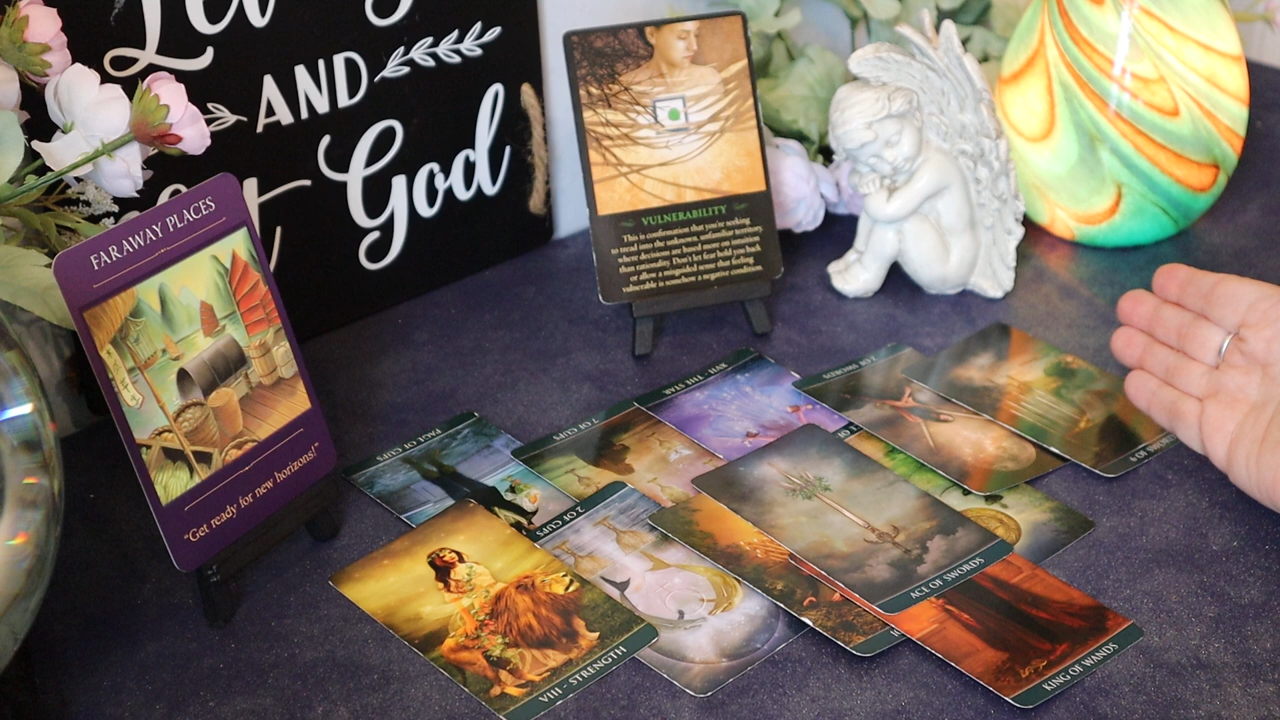 Let
AND
God
FARAWAY PLACES
"Get ready for new horizons!"
VULNERABILITY
This is confirmation that you're seeking
to tread into the unknown, unfamiliar territory,
where decisions are based more on intuition
than rationality. Don't let fear hold you back
or allow a misguided sense that feeling
vulnerable is somehow a negative condition.
PAGE OF CUPS
7 OF CUPS
XVII - THE STAR
2 OF CUPS
ACE OF SWORDS
VIII - STRENGTH
KING OF WANDS